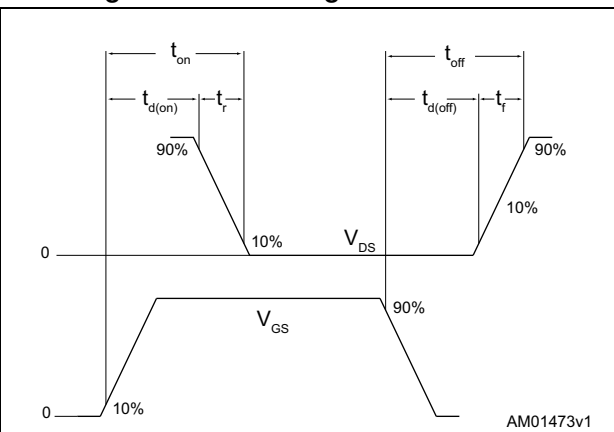 t_on
t_off
t_d(on)
t_r
t_d(off)
t_f
90%
90%
10%
10%
V_DS
0
90%
V_GS
0
10%
AM01473v1